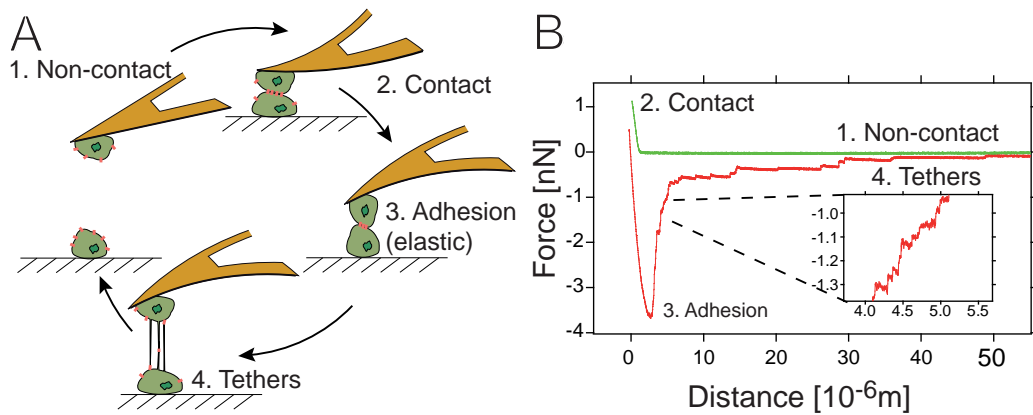 A
1. Non-contact
2. Contact
3. Adhesion
(elastic)
4. Tethers
B
Force [nN]
1
0
-1
-2
-3
-4
2. Contact
1. Non-contact
4. Tethers
-1.0
-1.1
-1.2
-1.3
4.0
4.5
5.0
5.5
3. Adhesion
0
10
20
30
40
50
Distance [10⁻⁶m]